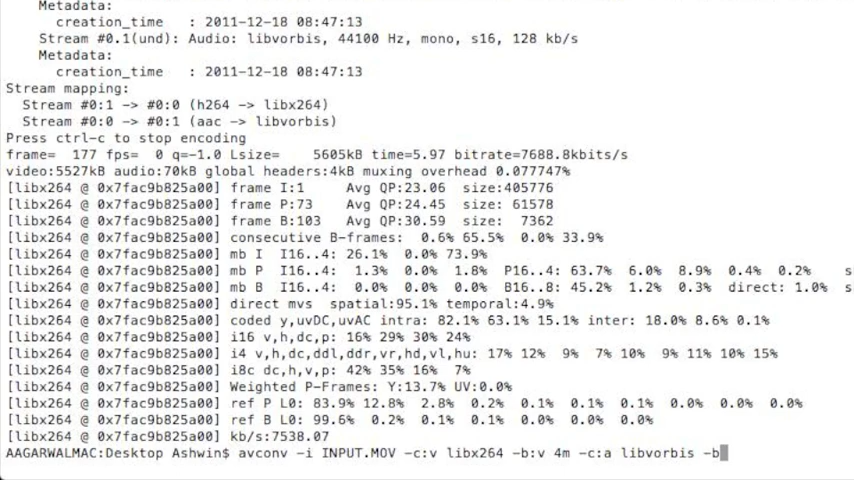 Metadata:
creation_time : 2011-12-18 08:47:13
Stream #0.1(und): Audio: libvorbis, 44100 Hz, mono, s16, 128 kb/s
Metadata:
creation_time : 2011-12-18 08:47:13
Stream mapping:
Stream #0:1 -> #0:0 (h264 -> libx264)
Stream #0:0 -> #0:1 (aac -> libvorbis)
Press ctrl-c to stop encoding
frame= 177 fps= 0 q=-1.0 Lsize= 5605kB time=5.97 bitrate=7688.8kbits/s
video:5527kB audio:70kB global headers:4kB muxing overhead 0.077747%
[libx264 @ 0x7fac9b825a00] frame I:1 Avg QP:23.06 size:405776
[libx264 @ 0x7fac9b825a00] frame P:73 Avg QP:24.45 size: 61578
[libx264 @ 0x7fac9b825a00] frame B:103 Avg QP:30.59 size: 7362
[libx264 @ 0x7fac9b825a00] consecutive B-frames: 0.6% 65.5% 0.0% 33.9%
[libx264 @ 0x7fac9b825a00] mb I I16..4: 26.1% 0.0% 73.9%
[libx264 @ 0x7fac9b825a00] mb P I16..4: 1.3% 0.0% 1.8% P16..4: 63.7% 6.0% 8.9% 0.4% 0.2% s
[libx264 @ 0x7fac9b825a00] mb B I16..4: 0.0% 0.0% 0.0% B16..8: 45.2% 1.2% 0.3% direct: 1.0% s
[libx264 @ 0x7fac9b825a00] direct mvs spatial:95.1% temporal:4.9%
[libx264 @ 0x7fac9b825a00] coded y,uvDC,uvAC intra: 82.1% 63.1% 15.1% inter: 18.0% 8.6% 0.1%
[libx264 @ 0x7fac9b825a00] i16 v,h,dc,p: 16% 29% 30% 24%
[libx264 @ 0x7fac9b825a00] i4 v,h,dc,ddl,ddr,vr,hd,vl,hu: 17% 12% 9% 7% 10% 9% 11% 10% 15%
[libx264 @ 0x7fac9b825a00] i8c dc,h,v,p: 42% 35% 16% 7%
[libx264 @ 0x7fac9b825a00] Weighted P-Frames: Y:13.7% UV:0.0%
[libx264 @ 0x7fac9b825a00] ref P L0: 83.9% 12.8% 2.8% 0.2% 0.1% 0.1% 0.1% 0.0% 0.0% 0.0%
[libx264 @ 0x7fac9b825a00] ref B L0: 99.6% 0.2% 0.1% 0.1% 0.0% 0.0% 0.0%
[libx264 @ 0x7fac9b825a00] kb/s:7538.07
AAGARWALMAC:Desktop Ashwin$ avconv -i INPUT.MOV -c:v libx264 -b:v 4m -c:a libvorbis -b